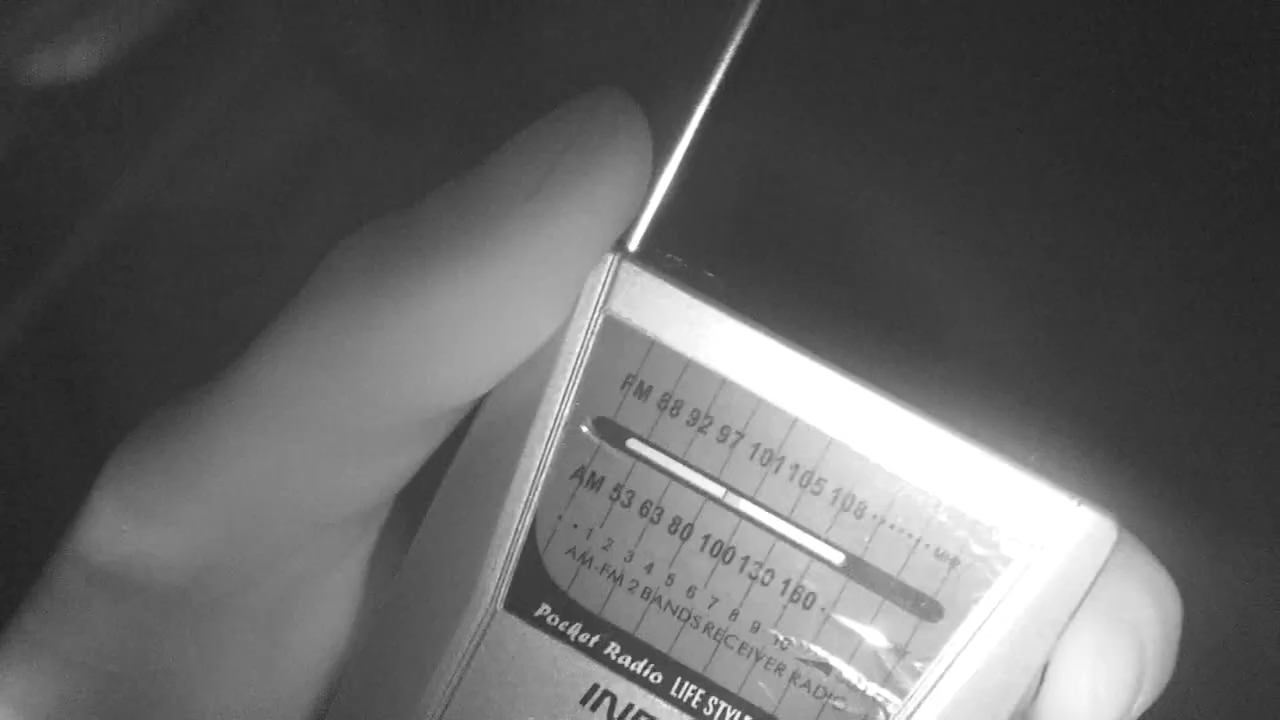 FM 88 92 97 101 105 108
AM 53 63 80 100 130 160
1 2 3 4 5 6 7 8 9 10
AM-FM 2 BANDS RECEIVER RADIO
Pocket Radio LIFE STYLE